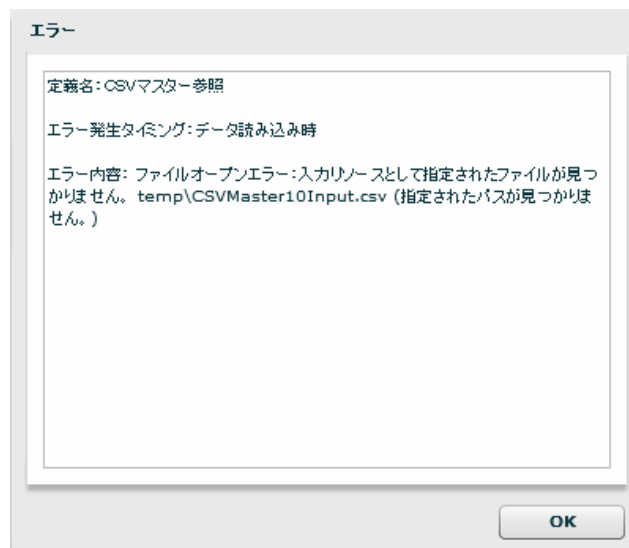 エラー
定義名：CSVマスター参照
エラー発生タイミング：データ読み込み時
エラー内容： ファイルオープンエラー：入力リソースとして指定されたファイルが見つ
かりません。 temp\CSVMaster10Input.csv (指定されたパスが見つかりま
せん。)
OK